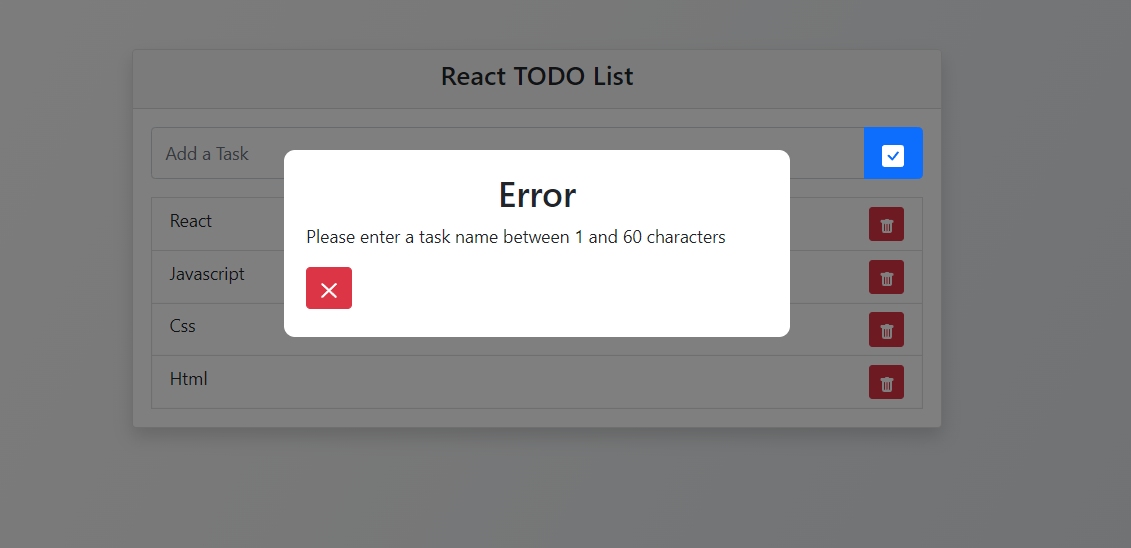 React TODO List
Add a Task
Error
Please enter a task name between 1 and 60 characters
React
Javascript
Css
Html